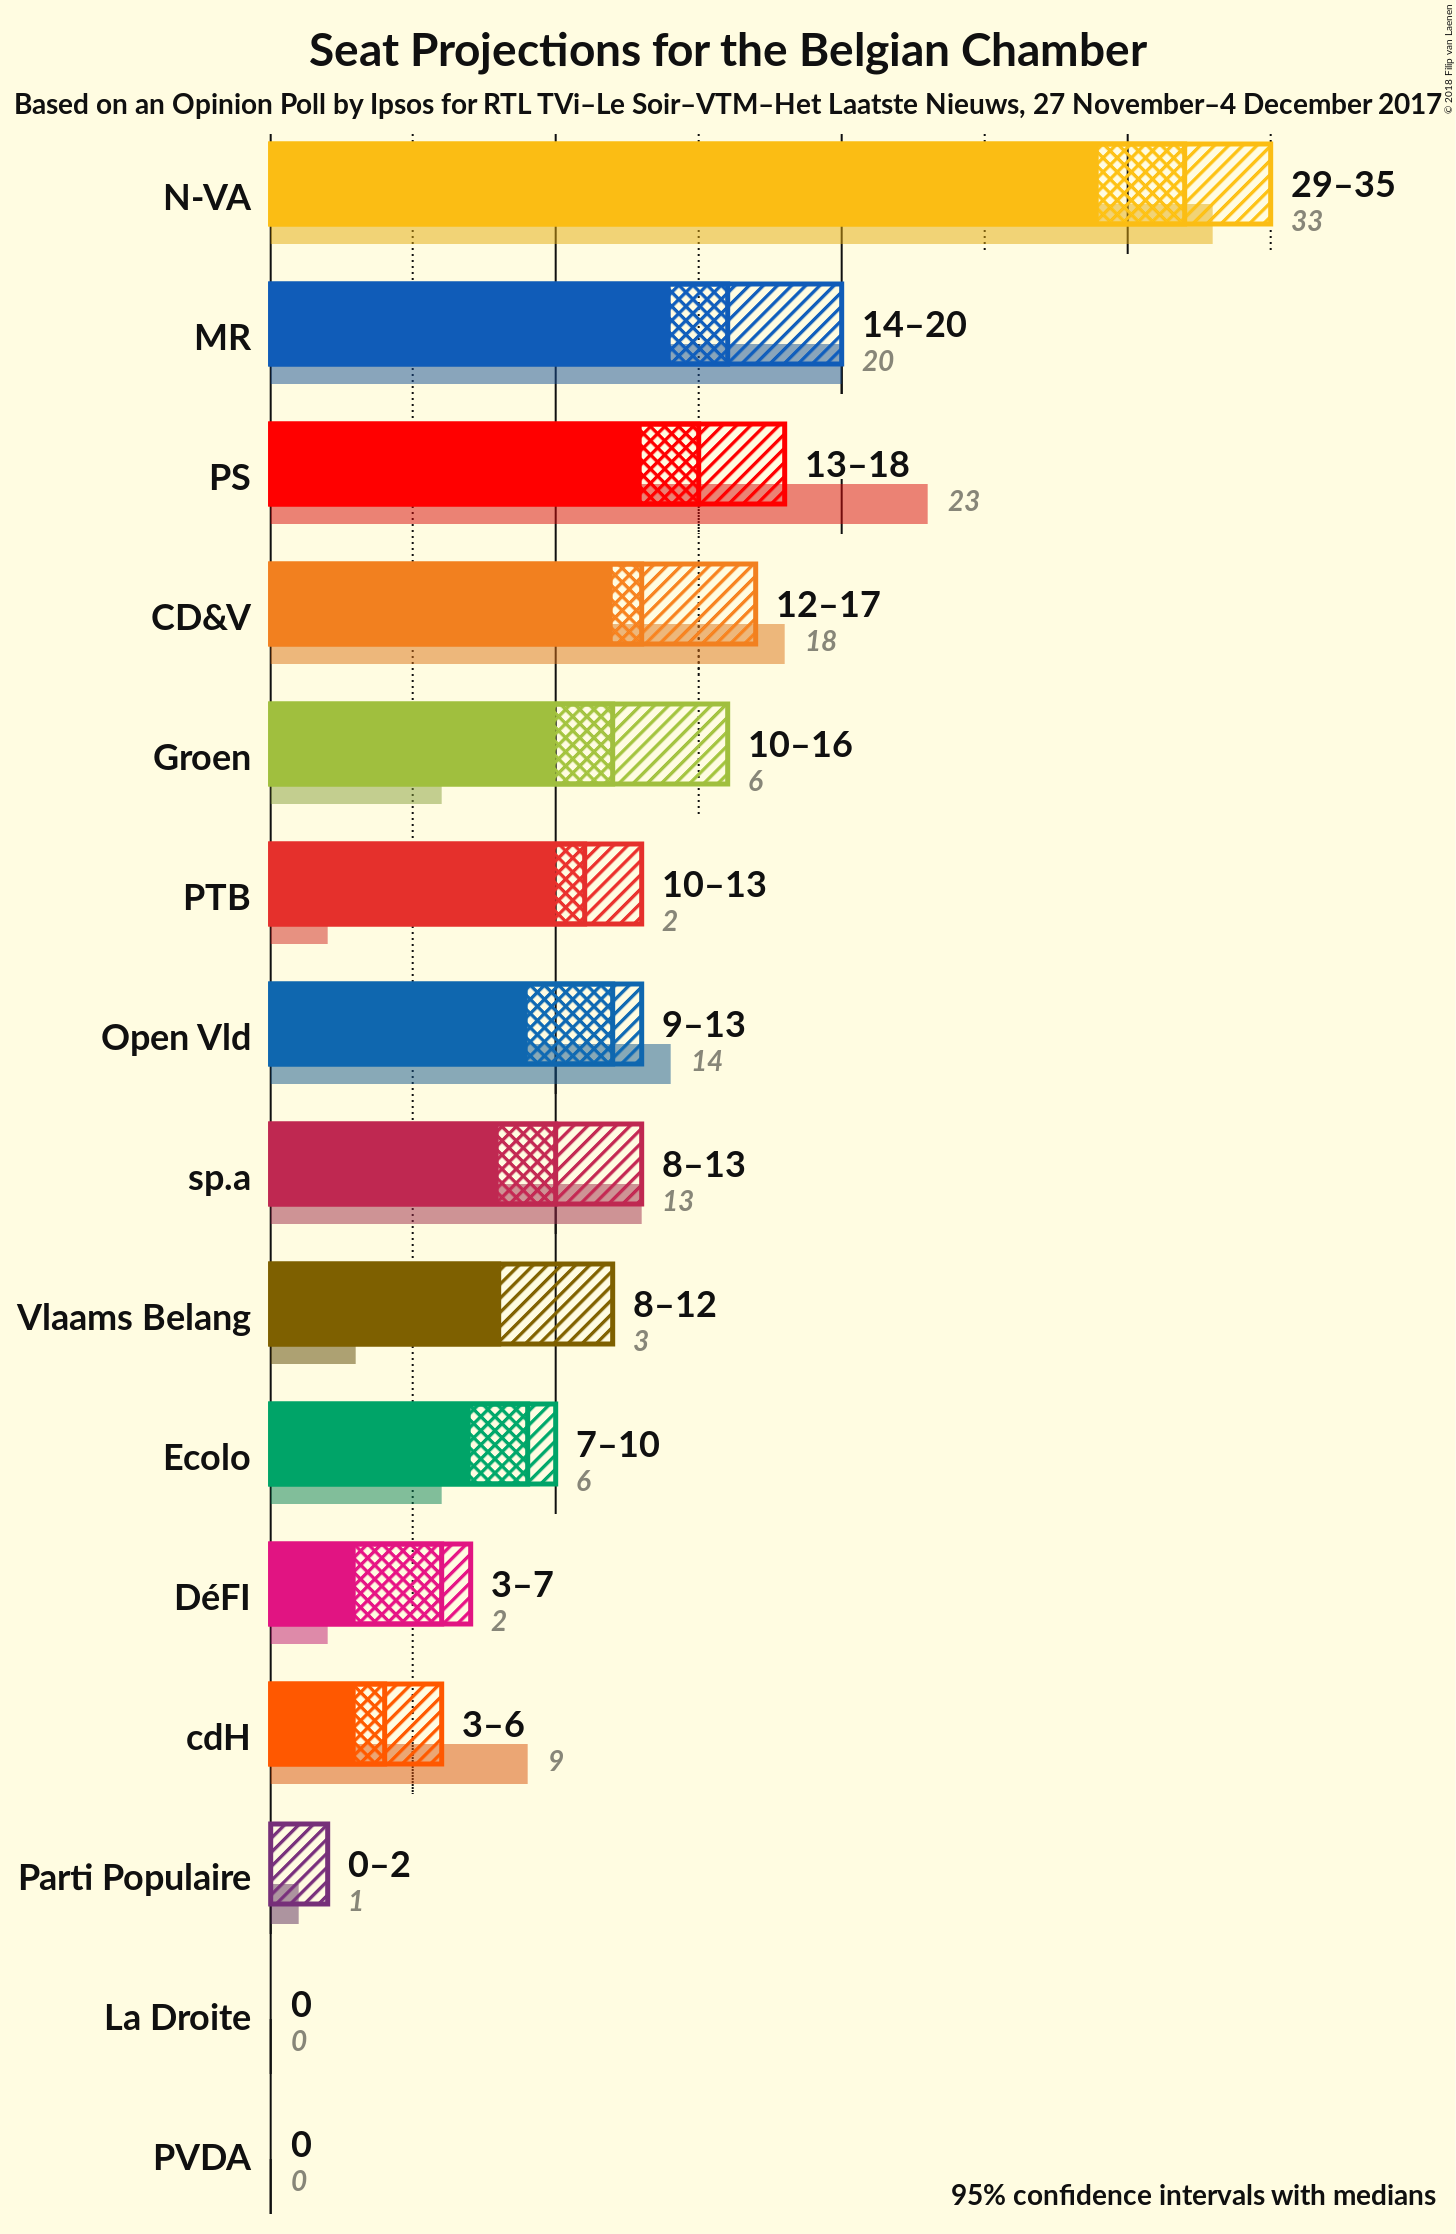 Seat Projections for the Belgian Chamber
Based on an Opinion Poll by Ipsos for RTL TVi–Le Soir–VTM–Het Laatste Nieuws, 27 November–4 December 2017
© 2018 Filip van Laenen
N-VA
29–35
33
MR
14–20
20
PS
13–18
23
CD&V
12–17
18
Groen
10–16
6
PTB
10–13
2
Open Vld
9–13
14
sp.a
8–13
13
Vlaams Belang
8–12
3
Ecolo
7–10
6
DéFI
3–7
2
cdH
3–6
9
Parti Populaire
0–2
1
La Droite
0
0
PVDA
0
0
95% confidence intervals with medians